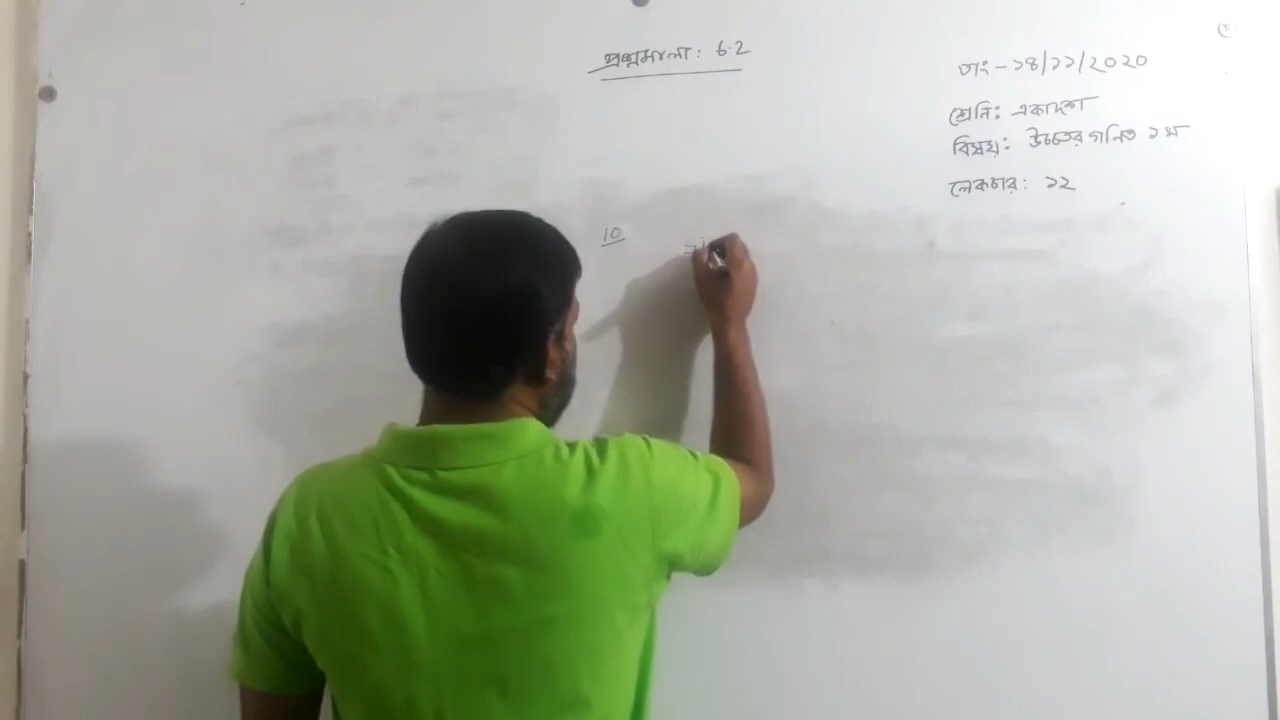 প্রশ্নমালা: 6.2
তাং-১৪/১১/২০২০
শ্রেনি: একাদশ
বিষয়: উচ্চতর গনিত ১ম
লেকচার: ১২
10